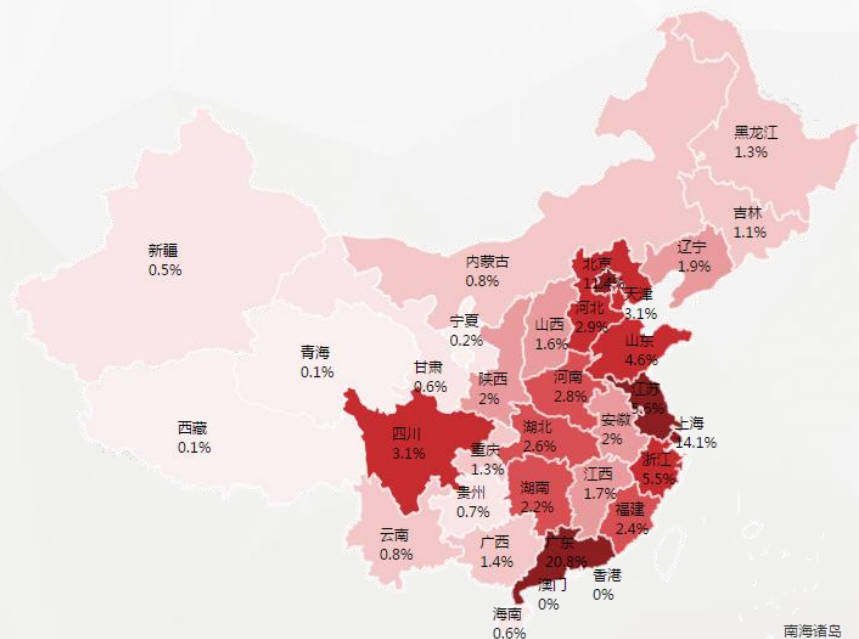 黑龙江
1.3%
吉林
1.1%
辽宁
1.9%
新疆
0.5%
内蒙古
0.8%
北京
11.4%
天津
3.1%
河北
2.9%
宁夏
0.2%
山西
1.6%
山东
4.6%
青海
0.1%
甘肃
0.6%
陕西
2%
河南
2.8%
江苏
5.6%
西藏
0.1%
四川
3.1%
湖北
2.6%
安徽
2%
上海
14.1%
重庆
1.3%
浙江
5.5%
贵州
0.7%
湖南
2.2%
江西
1.7%
福建
2.4%
云南
0.8%
广西
1.4%
广东
20.8%
香港
0%
澳门
0%
海南
0.6%
南海诸岛